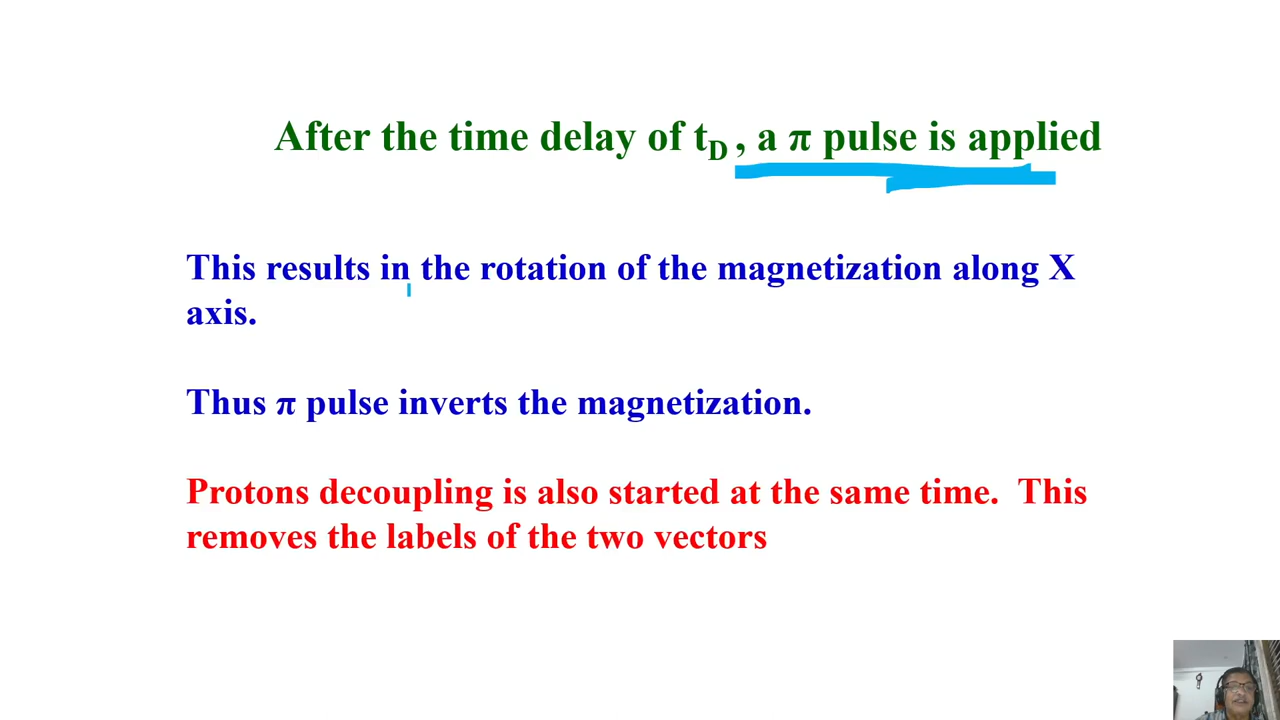 After the time delay of tD , a π pulse is applied
This results in the rotation of the magnetization along X
axis.
Thus π pulse inverts the magnetization.
Protons decoupling is also started at the same time. This
removes the labels of the two vectors